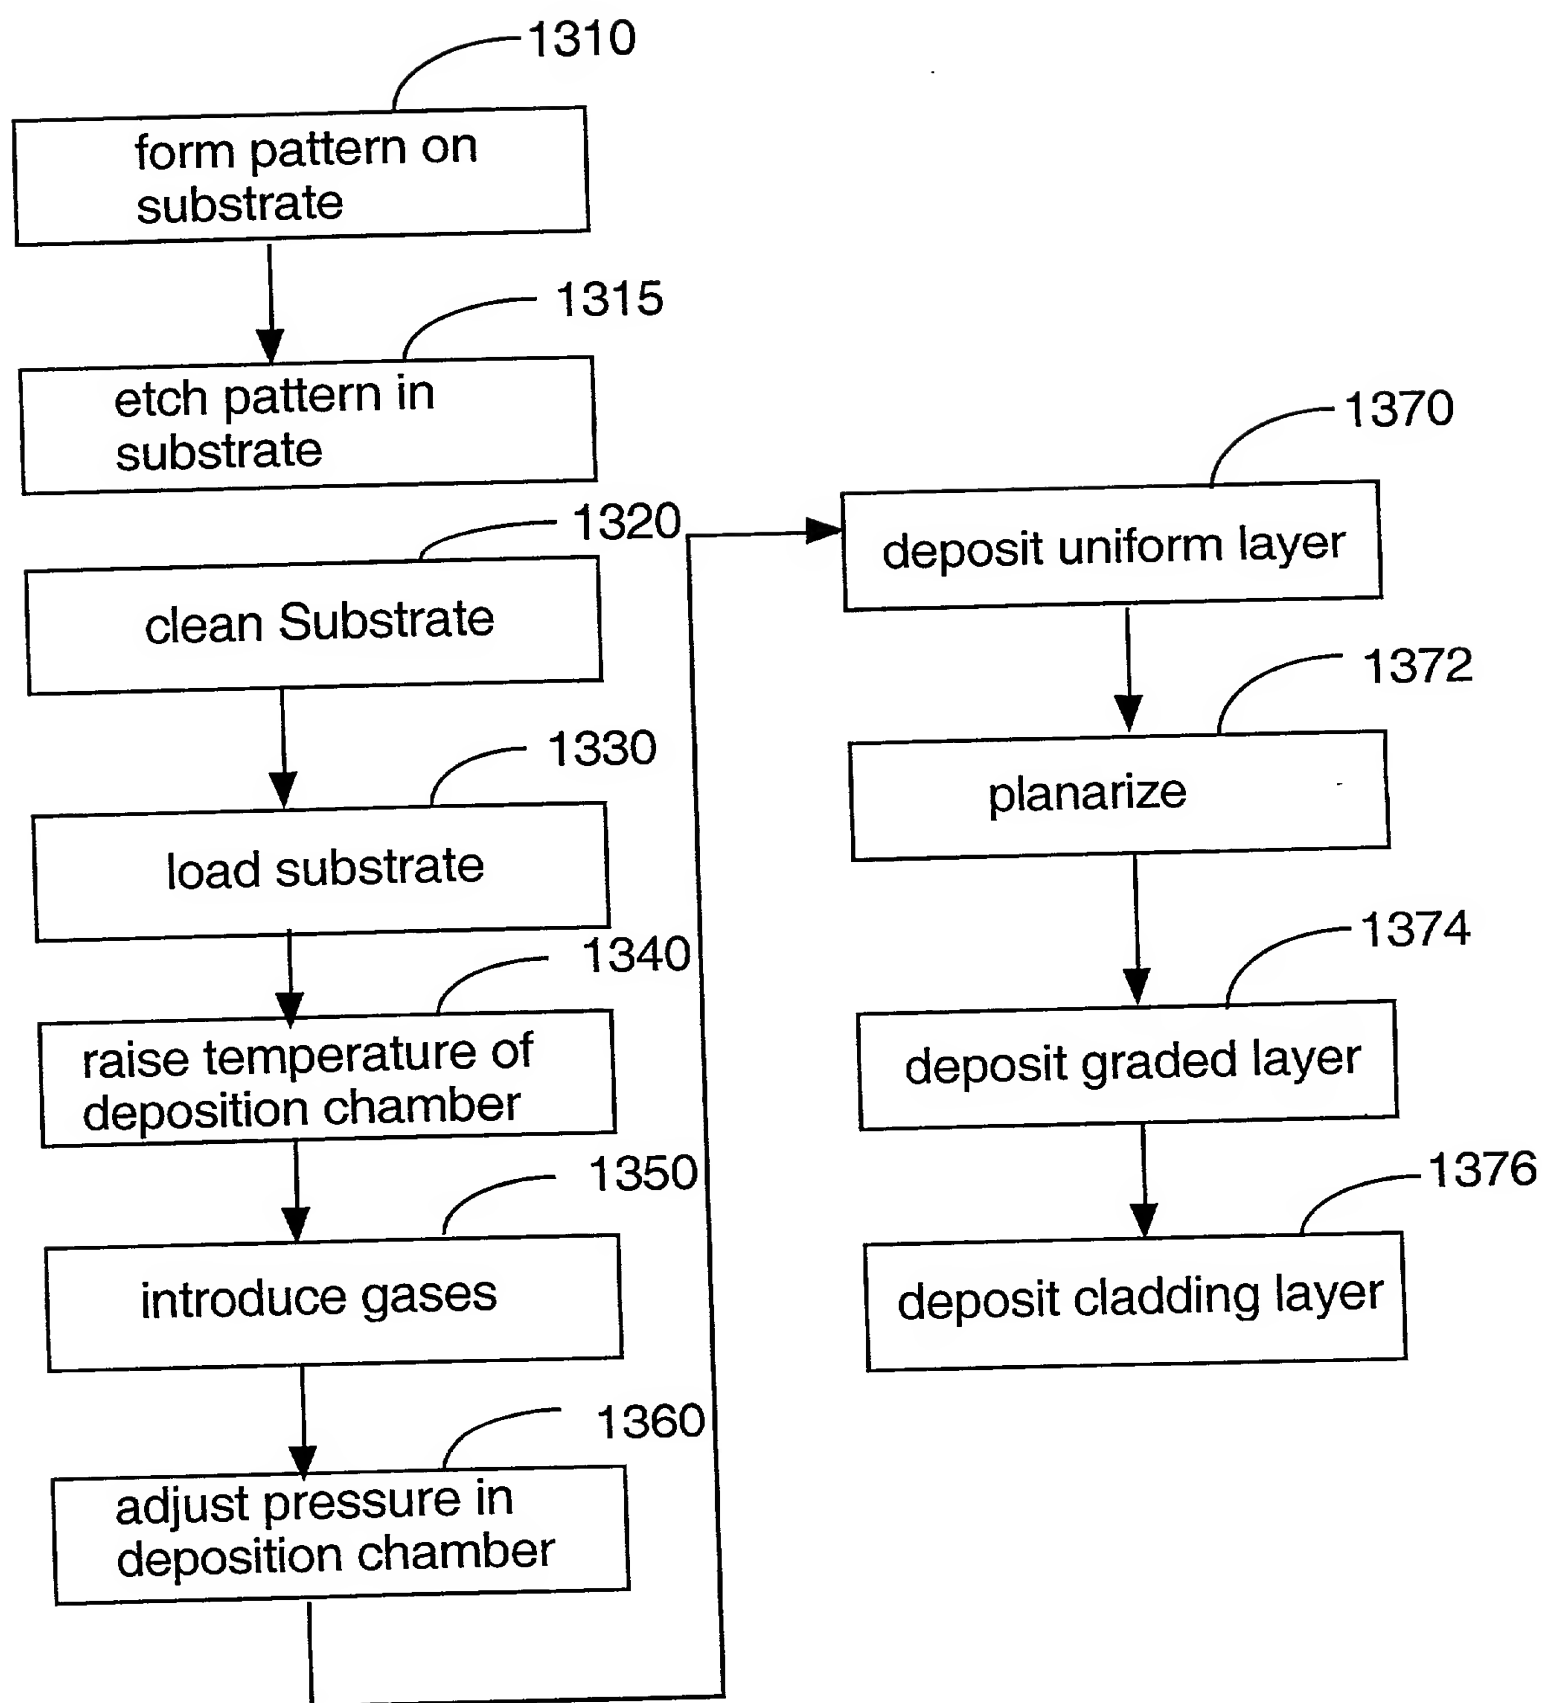 1310
form pattern on
substrate
1315
etch pattern in
substrate
1320
clean Substrate
1330
load substrate
1340
raise temperature of
deposition chamber
1350
introduce gases
1360
adjust pressure in
deposition chamber
1370
deposit uniform layer
1372
planarize
1374
deposit graded layer
1376
deposit cladding layer